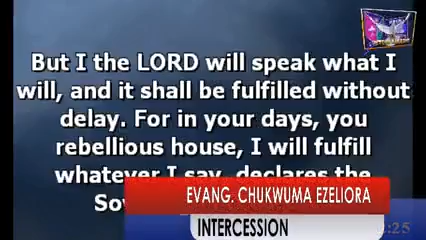 But I the LORD will speak what I
will, and it shall be fulfilled without
delay. For in your days, you
rebellious house, I will fulfill
whatever I say, declares the
EVANG. CHUKWUMA EZELIORA
INTERCESSION
:25